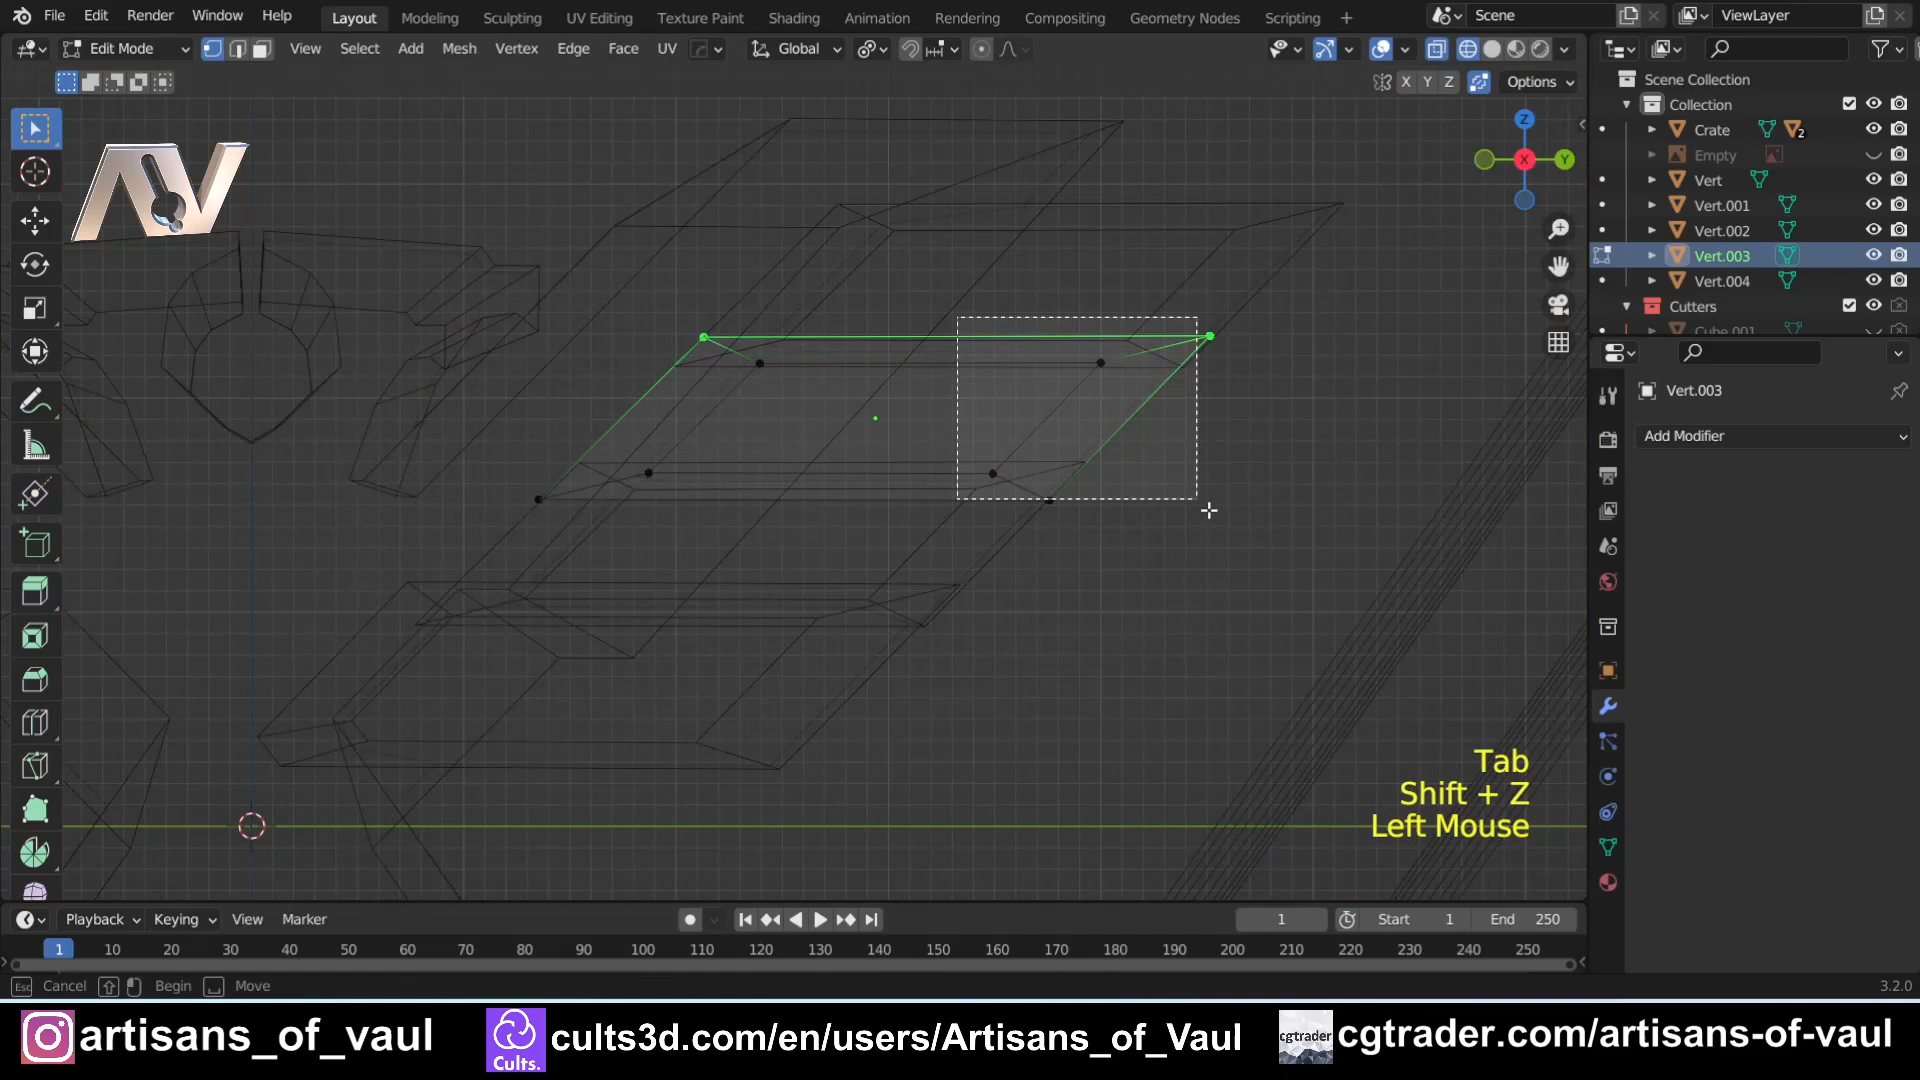 File Edit Render Window Help Layout Modeling Sculpting UV Editing Texture Paint Shading Animation Rendering Compositing Geometry Nodes Scripting + Scene ViewLayer
Edit Mode View Select Add Mesh Vertex Edge Face UV Global
X Y Z Options
Scene Collection
Collection
Crate 2
Empty
Vert
Vert.001
Vert.002
Vert.003
Vert.004
Cutters
Cube.001
Z
X Y
AV
Vert.003
Add Modifier
Tab
Shift + Z
Left Mouse
Playback Keying View Marker 1 Start 1 End 250
1 10 20 30 40 50 60 70 80 90 100 110 120 130 140 150 160 170 180 190 200 210 220 230 240 250
Esc Cancel Begin Move 3.2.0
artisans_of_vaul Cults. cults3d.com/en/users/Artisans_of_Vaul cgtrader cgtrader.com/artisans-of-vaul